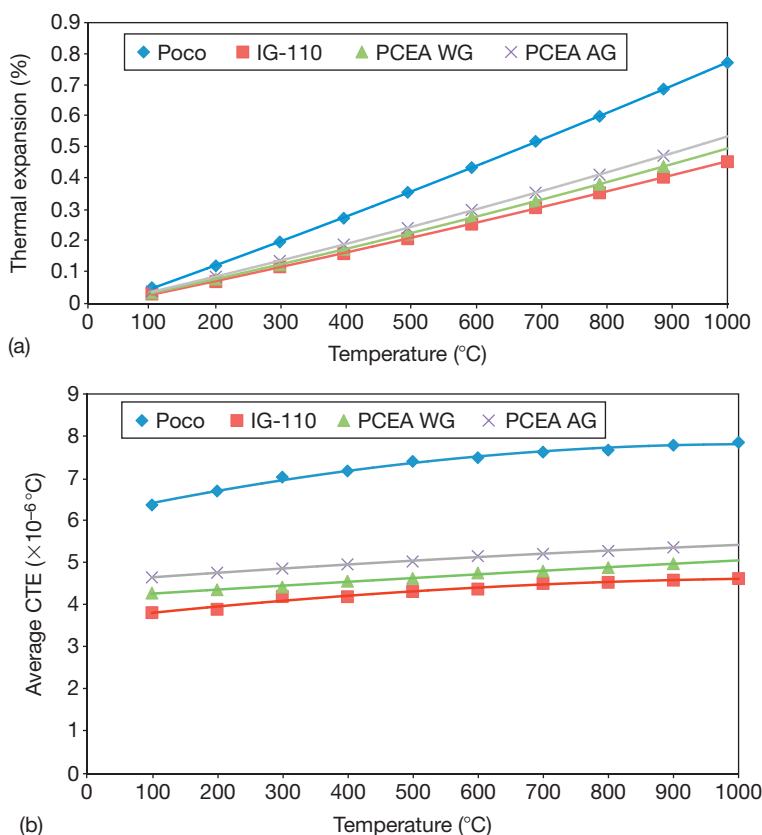 0.9
0.8
0.7
0.6
0.5
0.4
0.3
0.2
0.1
0
Thermal expansion (%)
Poco IG-110 PCEA WG PCEA AG
0 100 200 300 400 500 600 700 800 900 1000
Temperature (°C)
(a)
9
8
7
6
5
4
3
2
1
0
Average CTE (×10⁻⁶ °C)
Poco IG-110 PCEA WG PCEA AG
0 100 200 300 400 500 600 700 800 900 1000
Temperature (°C)
(b)